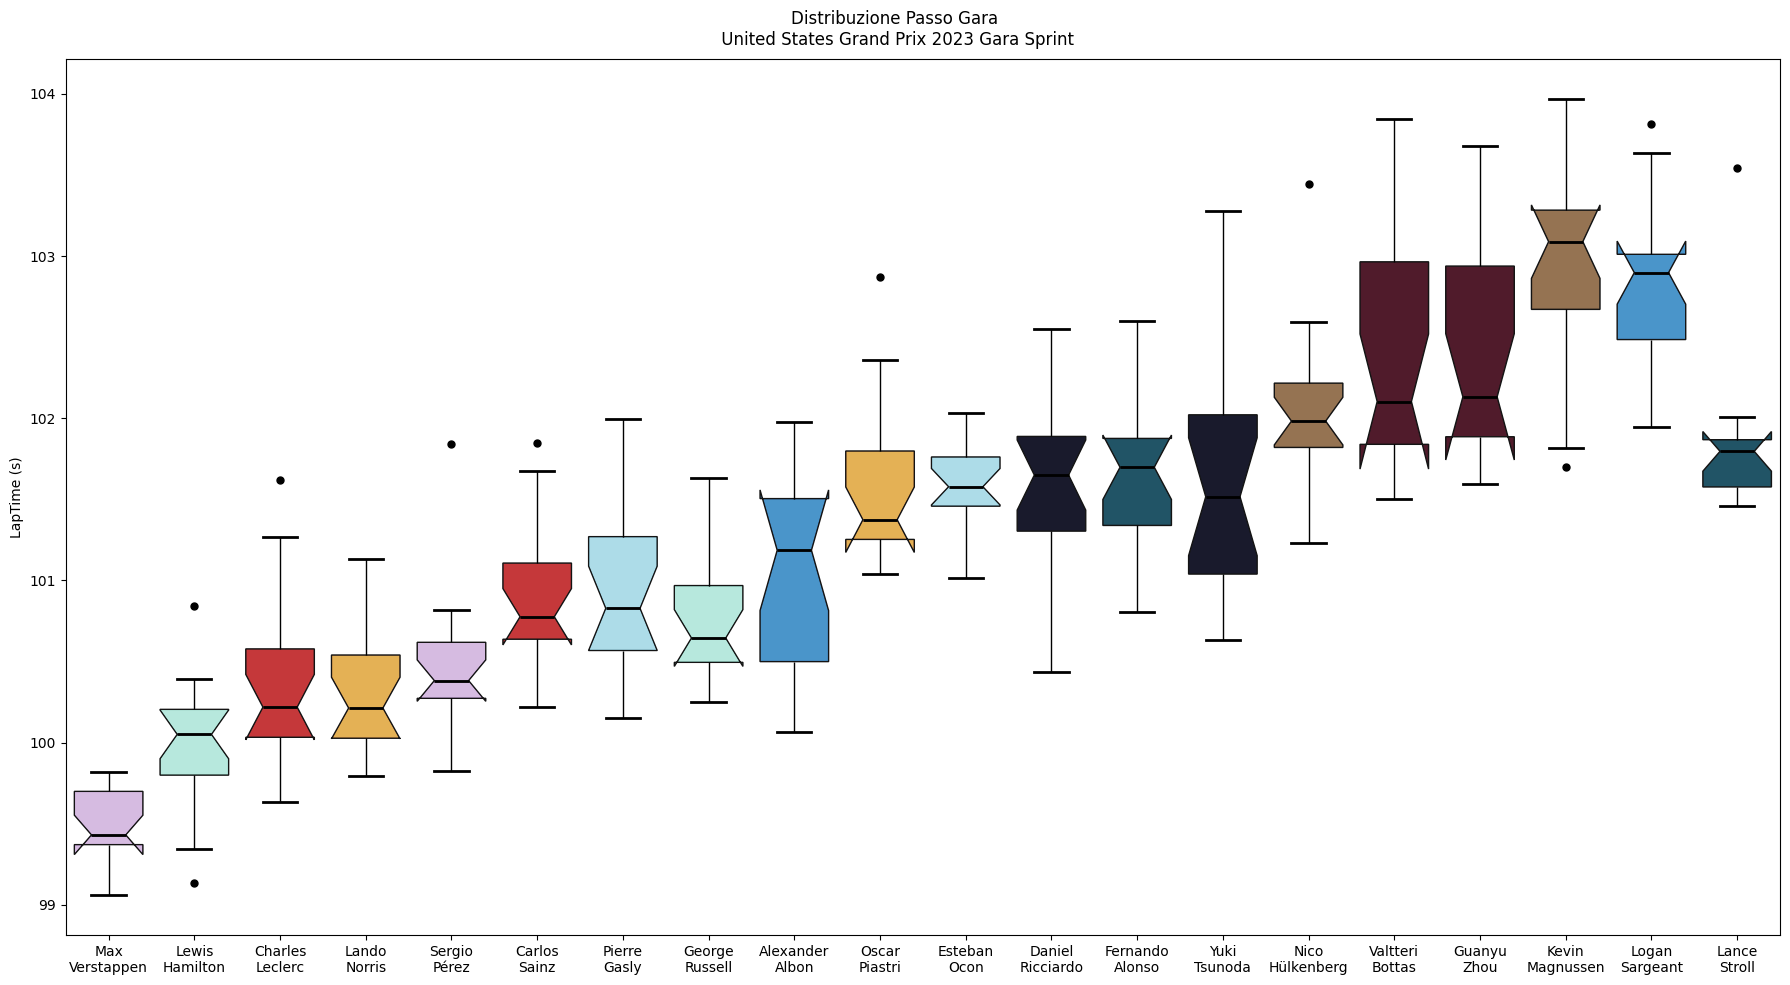 Distribuzione Passo Gara
United States Grand Prix 2023 Gara Sprint
LapTime (s)
104
103
102
101
100
99
Max
Verstappen
Lewis
Hamilton
Charles
Leclerc
Lando
Norris
Sergio
Pérez
Carlos
Sainz
Pierre
Gasly
George
Russell
Alexander
Albon
Oscar
Piastri
Esteban
Ocon
Daniel
Ricciardo
Fernando
Alonso
Yuki
Tsunoda
Nico
Hülkenberg
Valtteri
Bottas
Guanyu
Zhou
Kevin
Magnussen
Logan
Sargeant
Lance
Stroll